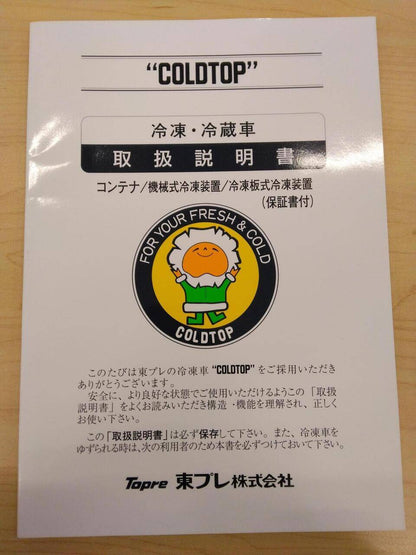 “COLDTOP”
冷凍・冷蔵車
取扱説明書
コンテナ/機械式冷凍装置/冷凍板式冷凍装置
(保証書付)
FOR YOUR FRESH & COLD
COLDTOP
このたびは東プレの冷凍車“COLDTOP”をご採用いただき
ありがとうございます。
安全に、より良好な状態でご使用いただけるようこの「取扱
説明書」をよくお読みいただき構造・機能を理解され、正しく
お使い下さい。
この「取扱説明書」は必ず保存して下さい。また、冷凍車を
ゆずられる時は、次の利用者のため本書を必ずつけておいて下さい。
Topre 東プレ株式会社